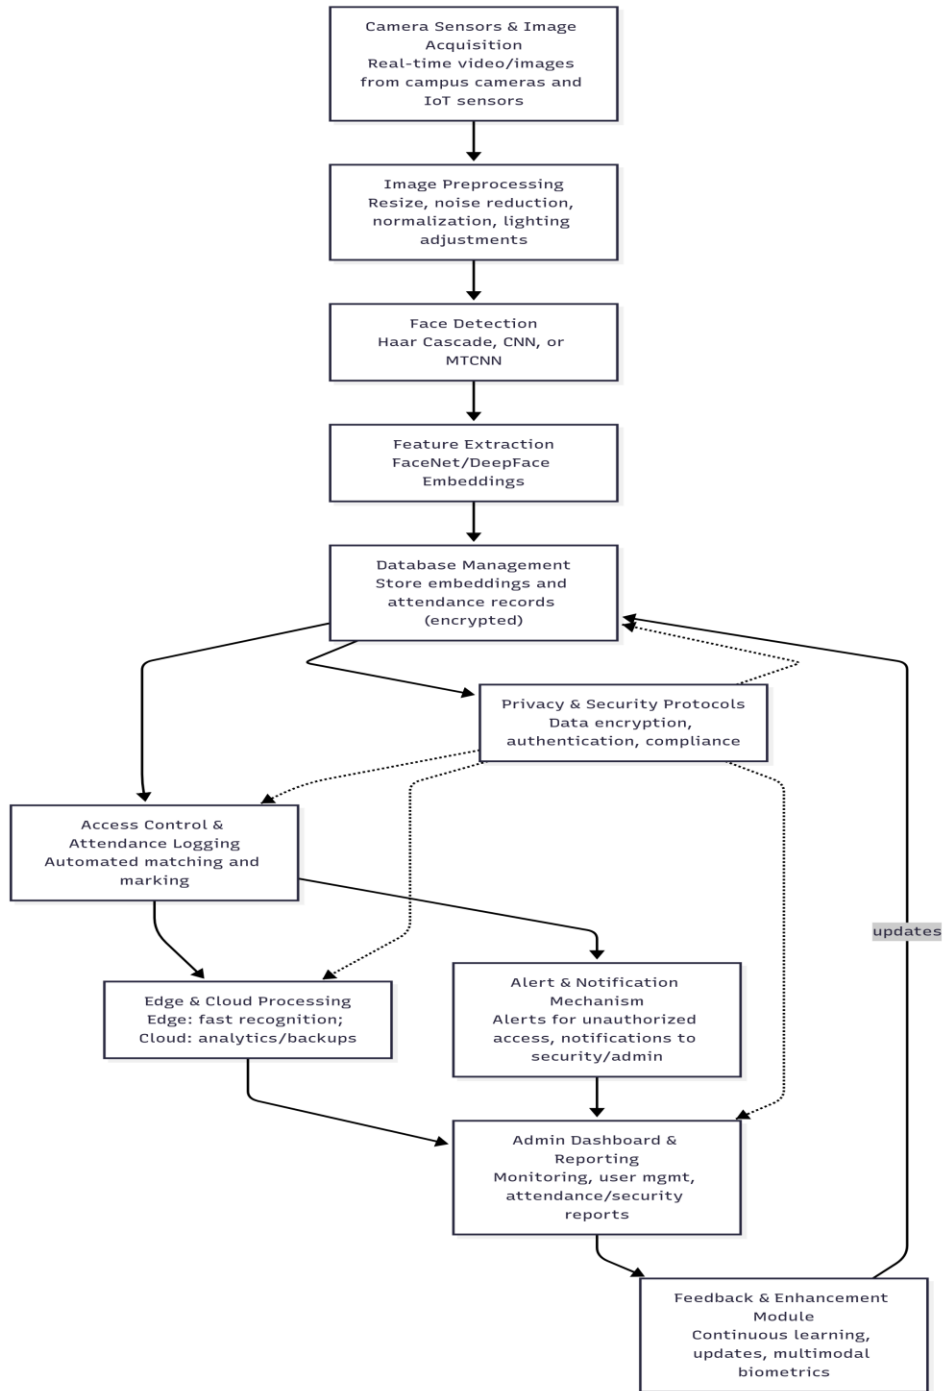 Camera Sensors & Image
Acquisition
Real-time video/images
from campus cameras and
IoT sensors
Image Preprocessing
Resize, noise reduction,
normalization, lighting
adjustments
Face Detection
Haar Cascade, CNN, or
MTCNN
Feature Extraction
FaceNet/DeepFace
Embeddings
Database Management
Store embeddings and
attendance records
(encrypted)
Privacy & Security Protocols
Data encryption,
authentication, compliance
Access Control &
Attendance Logging
Automated matching and
marking
updates
Edge & Cloud Processing
Edge: fast recognition;
Cloud: analytics/backups
Alert & Notification
Mechanism
Alerts for unauthorized
access, notifications to
security/admin
Admin Dashboard &
Reporting
Monitoring, user mgmt,
attendance/security
reports
Feedback & Enhancement
Module
Continuous learning,
updates, multimodal
biometrics